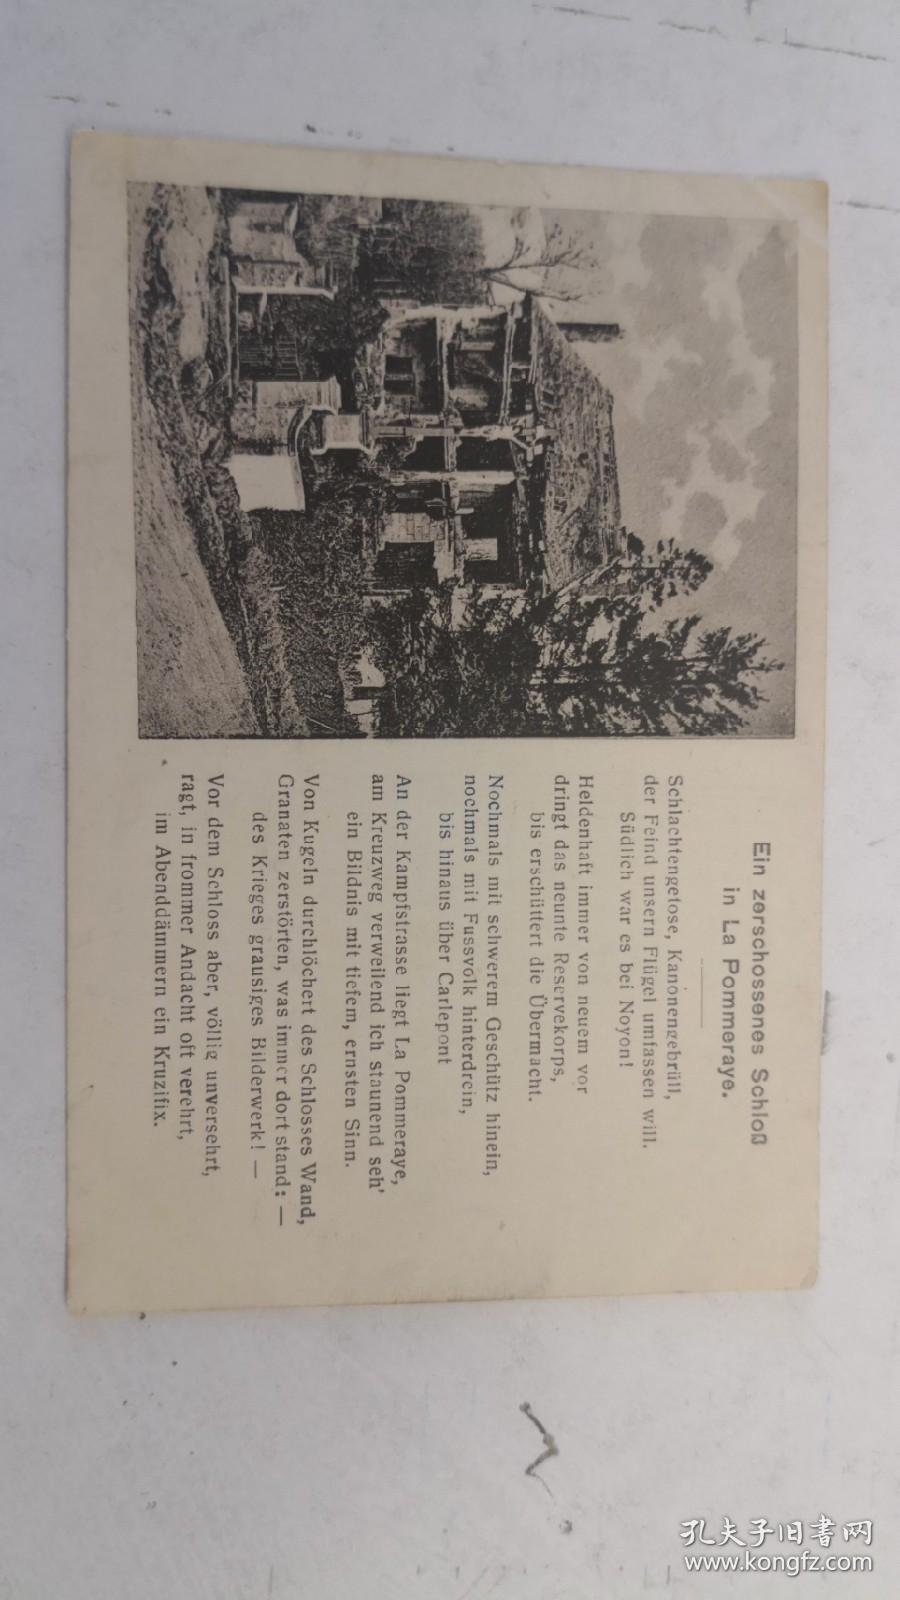 Ein zerschossenes Schloß
in La Pommeraye.
Schlachtengetose, Kanonengebrüll,
der Feind unsern Flügel umfassen will.
Südlich war es bei Noyon!
Heldenhaft immer von neuem vor
dringt das neunte Reservekorps,
bis erschüttert die Übermacht.
Nochmals mit schwerem Geschütz hinein,
nochmals mit Fussvolk hinterdrein,
bis hinaus über Carlepont
An der Kampfstrasse liegt La Pommeraye,
am Kreuzweg verweilend ich staunend seh'
ein Bildnis mit tiefem, ernsten Sinn.
Von Kugeln durchlöchert des Schlosses Wand,
Granaten zerstörten, was immer dort stand: —
des Krieges grausiges Bilderwerk! —
Vor dem Schloss aber, völlig unversehrt,
ragt, in frommer Andacht oft verehrt,
im Abenddämmern ein Kruzifix.
孔夫子旧书网
www.kongfz.com